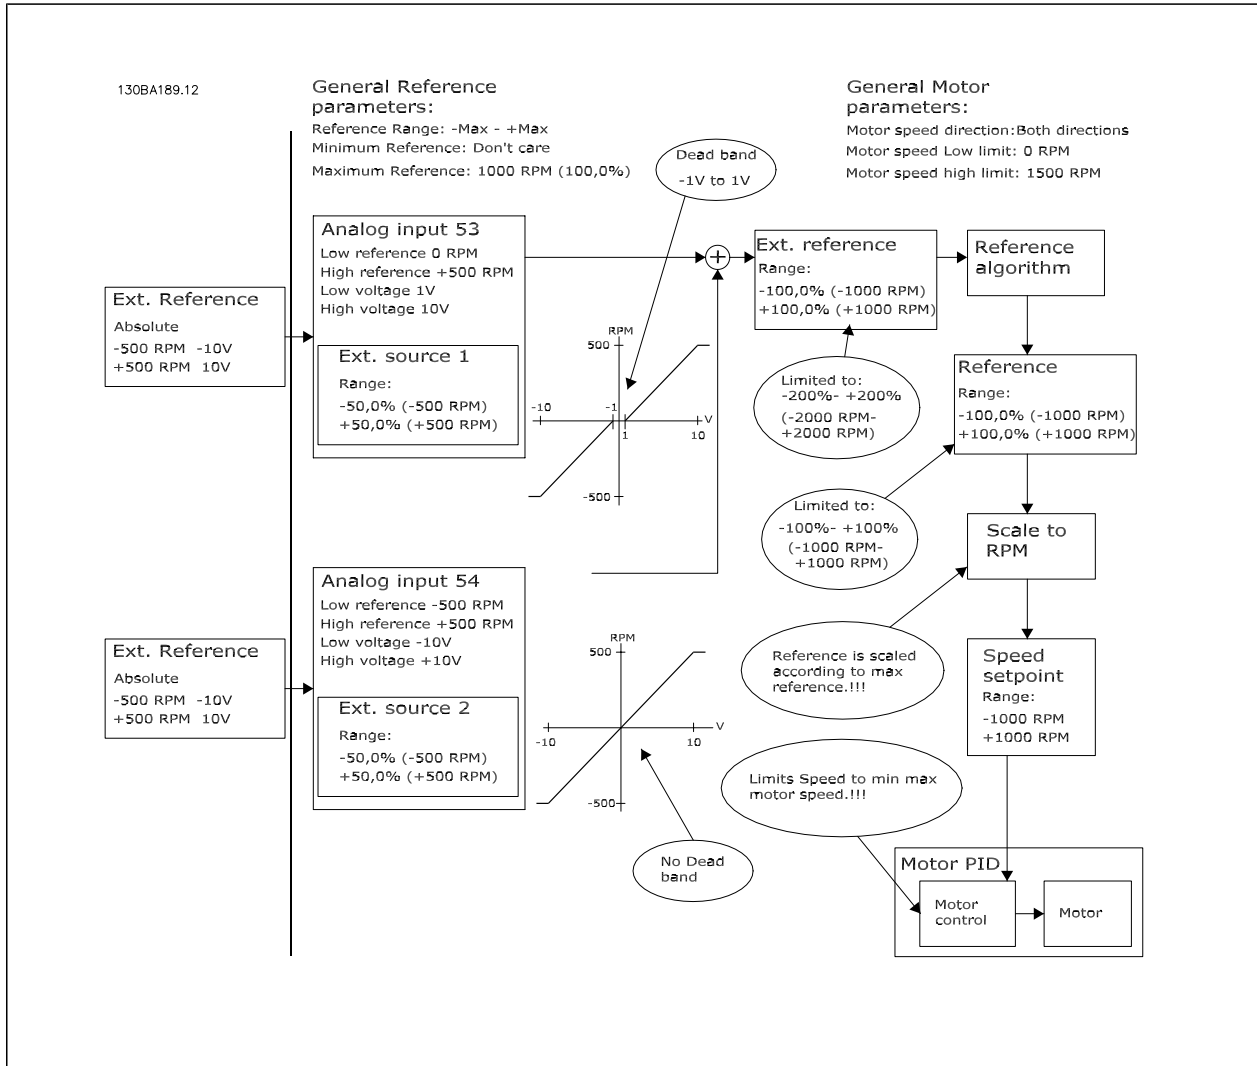 130BA189.12
General Reference
parameters:
Reference Range: -Max - +Max
Minimum Reference: Don't care
Maximum Reference: 1000 RPM (100,0%)
General Motor
parameters:
Motor speed direction:Both directions
Motor speed Low limit: 0 RPM
Motor speed high limit: 1500 RPM
Dead band
-1V to 1V
Ext. Reference
Absolute
-500 RPM -10V
+500 RPM 10V
Analog input 53
Low reference 0 RPM
High reference +500 RPM
Low voltage 1V
High voltage 10V
Ext. source 1
Range:
-50,0% (-500 RPM)
+50,0% (+500 RPM)
RPM
500
-10
-1
V
1
10
-500
+
Ext. reference
Range:
-100,0% (-1000 RPM)
+100,0% (+1000 RPM)
Reference
algorithm
Limited to:
-200%- +200%
(-2000 RPM-
+2000 RPM)
Reference
Range:
-100,0% (-1000 RPM)
+100,0% (+1000 RPM)
Limited to:
-100%- +100%
(-1000 RPM-
+1000 RPM)
Scale to
RPM
Ext. Reference
Absolute
-500 RPM -10V
+500 RPM 10V
Analog input 54
Low reference -500 RPM
High reference +500 RPM
Low voltage -10V
High voltage +10V
Ext. source 2
Range:
-50,0% (-500 RPM)
+50,0% (+500 RPM)
RPM
500
V
-10
10
-500
No Dead
band
Reference is scaled
according to max
reference.!!!
Speed
setpoint
Range:
-1000 RPM
+1000 RPM
Limits Speed to min max
motor speed.!!!
Motor PID
Motor
control
Motor